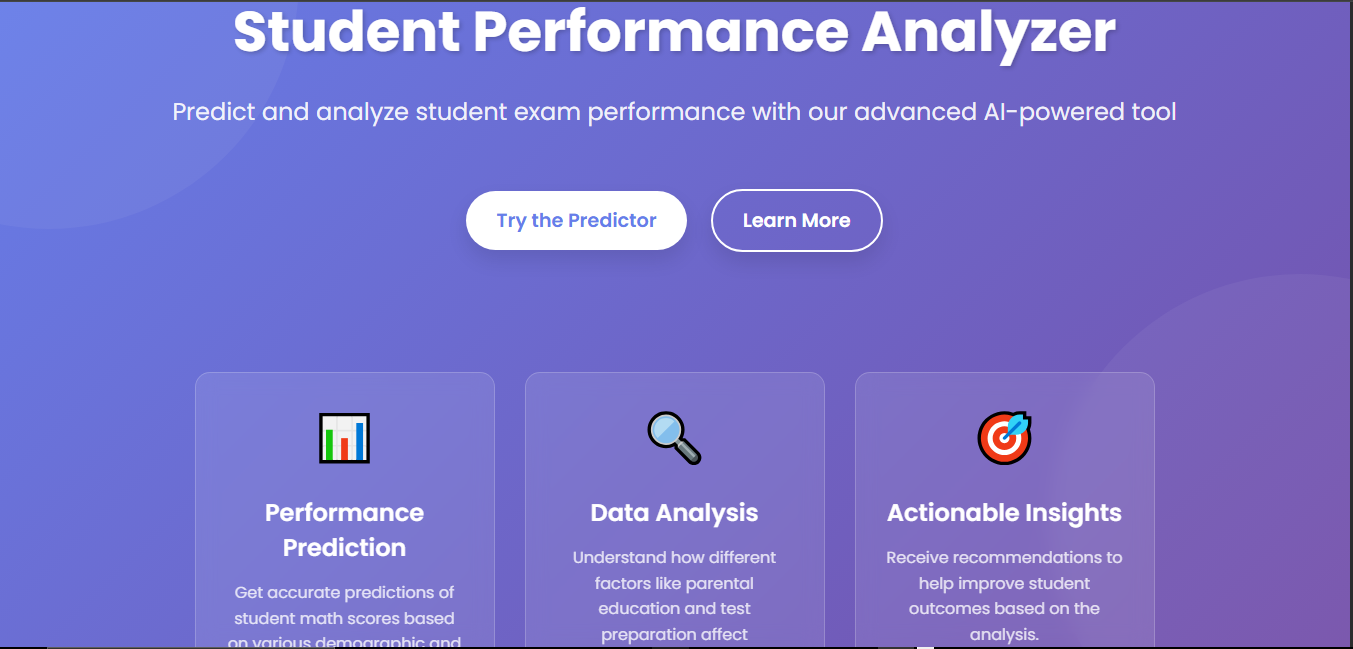 Student Performance Analyzer
Predict and analyze student exam performance with our advanced AI-powered tool
Try the Predictor
Learn More
Performance
Prediction
Get accurate predictions of
student math scores based
on various demographic and
Data Analysis
Understand how different
factors like parental
education and test
preparation affect
Actionable Insights
Receive recommendations to
help improve student
outcomes based on the
analysis.